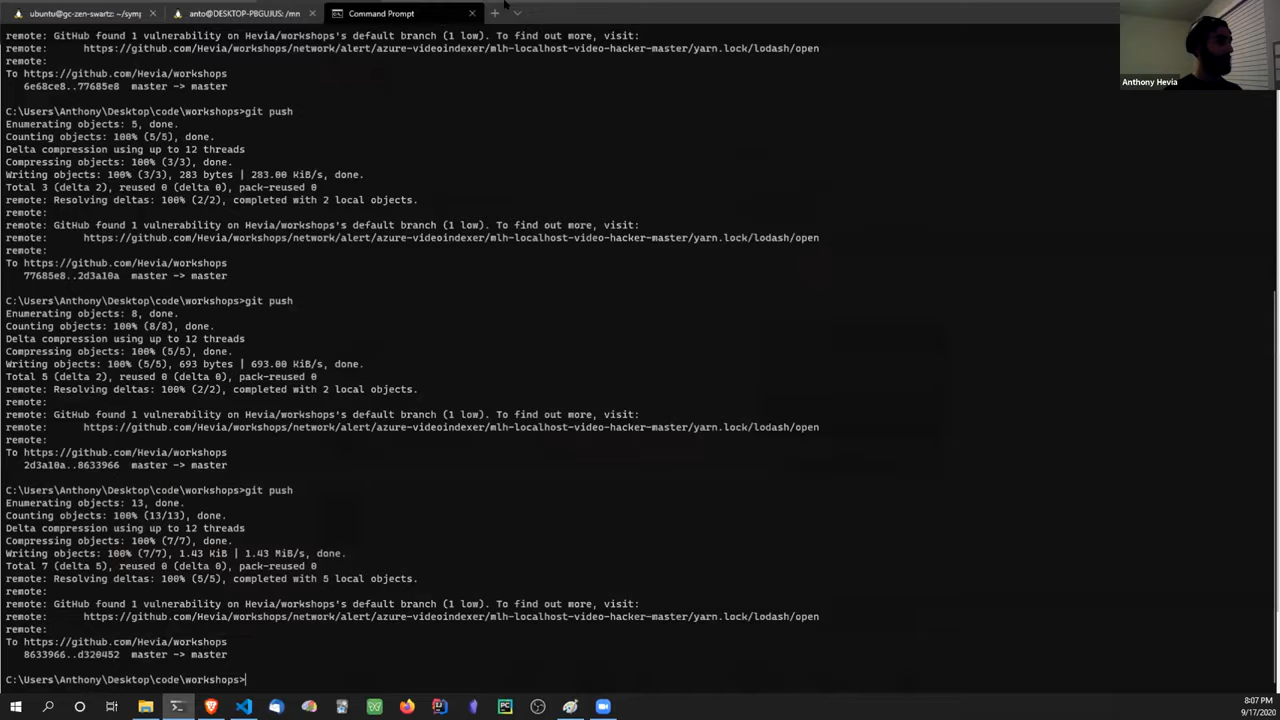 ubuntu@gc-zen-swartz: ~/symp
anto@DESKTOP-PBGUJUS: /mn
Command Prompt
remote: GitHub found 1 vulnerability on Hevia/workshops's default branch (1 low). To find out more, visit:
remote:      https://github.com/Hevia/workshops/network/alert/azure-videoindexer/mlh-localhost-video-hacker-master/yarn.lock/lodash/open
remote:
To https://github.com/Hevia/workshops
   6e68ce8..77685e8  master -> master
C:\Users\Anthony\Desktop\code\workshops>git push
Enumerating objects: 5, done.
Counting objects: 100% (5/5), done.
Delta compression using up to 12 threads
Compressing objects: 100% (3/3), done.
Writing objects: 100% (3/3), 283 bytes | 283.00 KiB/s, done.
Total 3 (delta 2), reused 0 (delta 0), pack-reused 0
remote: Resolving deltas: 100% (2/2), completed with 2 local objects.
remote:
remote: GitHub found 1 vulnerability on Hevia/workshops's default branch (1 low). To find out more, visit:
remote:      https://github.com/Hevia/workshops/network/alert/azure-videoindexer/mlh-localhost-video-hacker-master/yarn.lock/lodash/open
remote:
To https://github.com/Hevia/workshops
   77685e8..2d3a10a  master -> master
C:\Users\Anthony\Desktop\code\workshops>git push
Enumerating objects: 8, done.
Counting objects: 100% (8/8), done.
Delta compression using up to 12 threads
Compressing objects: 100% (5/5), done.
Writing objects: 100% (5/5), 693 bytes | 693.00 KiB/s, done.
Total 5 (delta 2), reused 0 (delta 0), pack-reused 0
remote: Resolving deltas: 100% (2/2), completed with 2 local objects.
remote:
remote: GitHub found 1 vulnerability on Hevia/workshops's default branch (1 low). To find out more, visit:
remote:      https://github.com/Hevia/workshops/network/alert/azure-videoindexer/mlh-localhost-video-hacker-master/yarn.lock/lodash/open
remote:
To https://github.com/Hevia/workshops
   2d3a10a..8633966  master -> master
C:\Users\Anthony\Desktop\code\workshops>git push
Enumerating objects: 13, done.
Counting objects: 100% (13/13), done.
Delta compression using up to 12 threads
Compressing objects: 100% (7/7), done.
Writing objects: 100% (7/7), 1.43 KiB | 1.43 MiB/s, done.
Total 7 (delta 5), reused 0 (delta 0), pack-reused 0
remote: Resolving deltas: 100% (5/5), completed with 5 local objects.
remote:
remote: GitHub found 1 vulnerability on Hevia/workshops's default branch (1 low). To find out more, visit:
remote:      https://github.com/Hevia/workshops/network/alert/azure-videoindexer/mlh-localhost-video-hacker-master/yarn.lock/lodash/open
remote:
To https://github.com/Hevia/workshops
   8633966..d320452  master -> master
C:\Users\Anthony\Desktop\code\workshops>
Anthony Hevia
PC
8:07 PM
9/17/2020